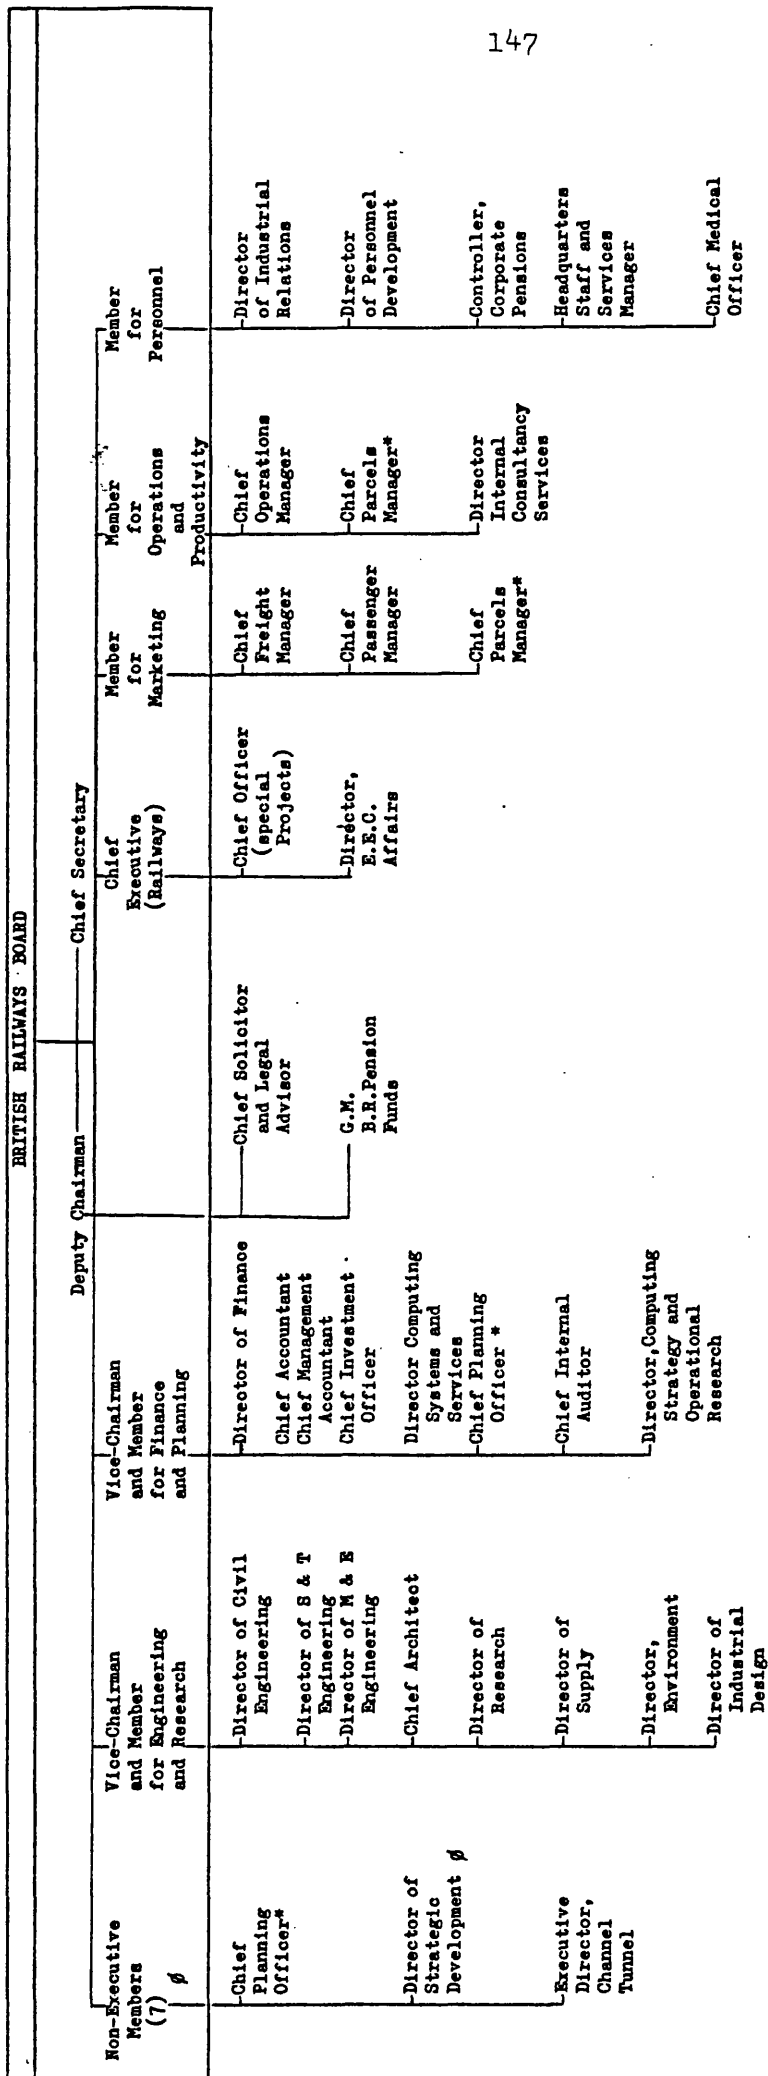 147
BRITISH RAILWAYS BOARD
Deputy Chairman
Chief Secretary
Non-Executive
Members
(7)
ø
Vice-Chairman
and Member
for Engineering
and Research
Vice-Chairman
and Member
for Finance
and Planning
Chief
Executive
(Railways)
Member
for
Marketing
Member
for
Operations
and
Productivity
Member
for
Personnel
Chief
Planning
Officer*
Director of
Strategic
Development ø
Executive
Director,
Channel
Tunnel
Director of Civil
Engineering
Director of S & T
Engineering
Director of M & E
Engineering
Chief Architect
Director of
Research
Director of
Supply
Director,
Environment
Director of
Industrial
Design
Director of Finance
Chief Accountant
Chief Management
Accountant
Chief Investment
Officer
Director Computing
Systems and
Services
Chief Planning
Officer *
Chief Internal
Auditor
Director,Computing
Strategy and
Operational
Research
Chief Solicitor
and Legal
Advisor
G.M.
B.R.Pension
Funds
Chief Officer
(special
Projects)
Director,
E.E.C.
Affairs
Chief
Freight
Manager
Chief
Passenger
Manager
Chief
Parcels
Manager*
Chief
Operations
Manager
Chief
Parcels
Manager*
Director
Internal
Consultancy
Services
Director
of Industrial
Relations
Director
of Personnel
Development
Controller,
Corporate
Pensions
Headquarters
Staff and
Services
Manager
Chief Medical
Officer